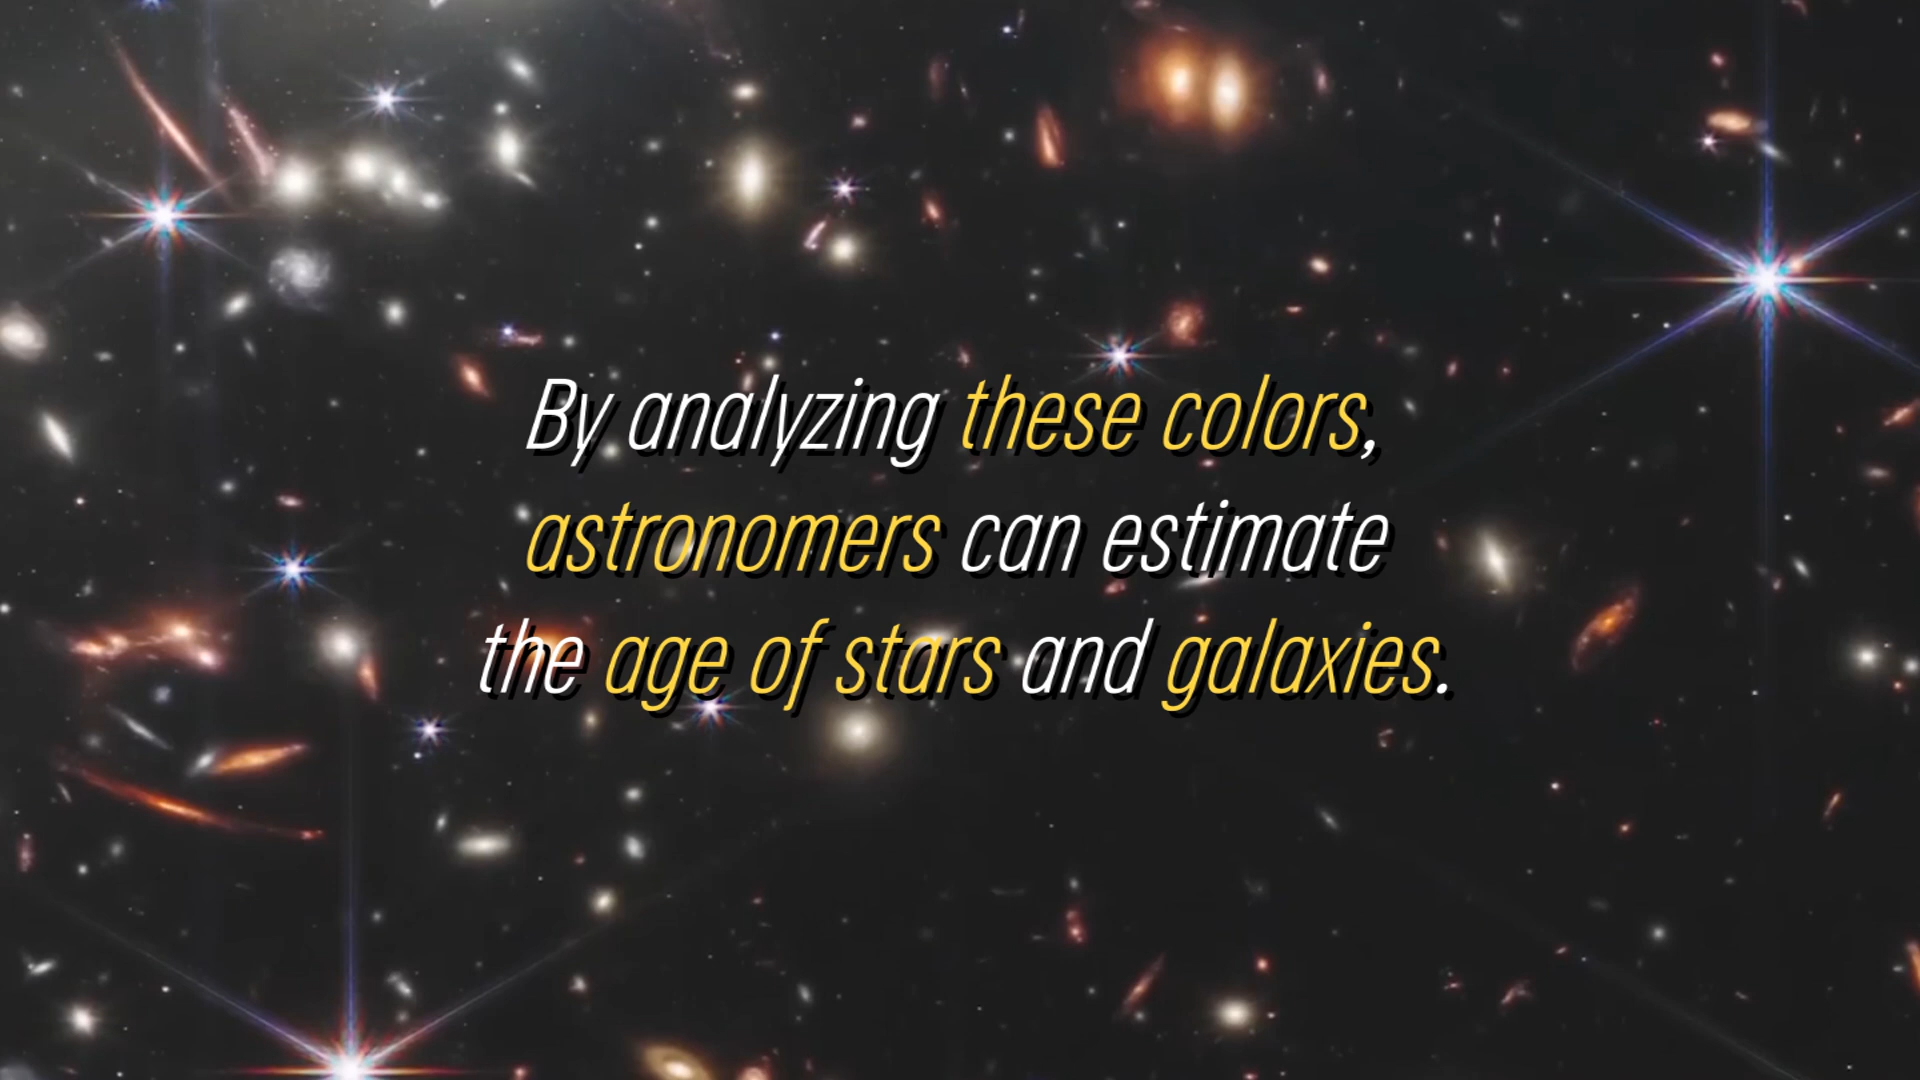 By analyzing these colors,
astronomers can estimate
the age of stars and galaxies.